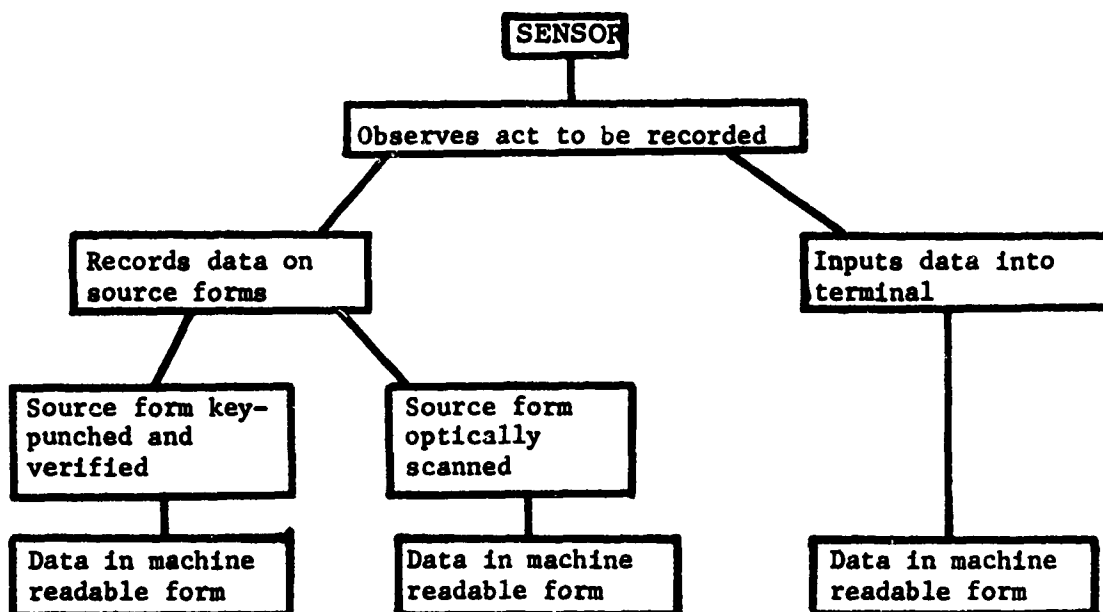 SENSOR
Observes act to be recorded
Records data on
source forms
Inputs data into
terminal
Source form key-
punched and
verified
Source form
optically
scanned
Data in machine
readable form
Data in machine
readable form
Data in machine
readable form